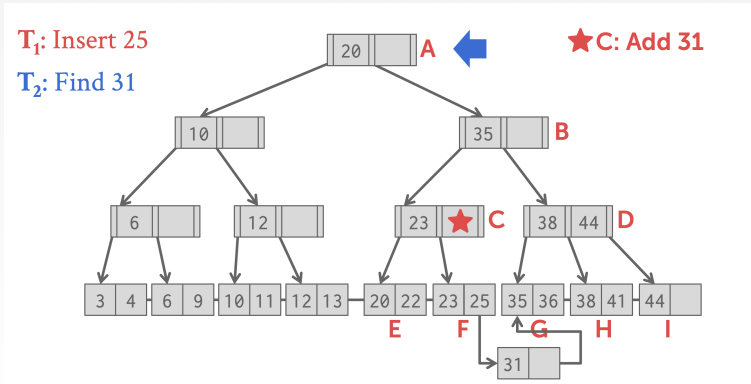 T1: Insert 25
T2: Find 31
C: Add 31
20 A
10
35 B
6
12
23 C
38 44 D
3 4
6 9
10 11
12 13
20 22
23 25
35 36
38 41
44
E
F
G
H
I
31